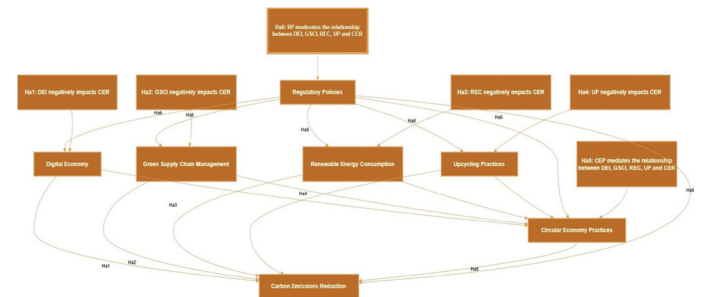 Ha6: RP moderates the relationship
between DEI, GSCI, REC, UP and CER
Ha1: DEI negatively impacts CER
Ha2: GSCI negatively impacts CER
Regulatory Policies
Ha3: REC negatively impacts CER
Ha4: UP negatively impacts CER
Ha6
Ha6
Ha6
Ha6
Ha6
Digital Economy
Green Supply Chain Management
Renewable Energy Consumption
Upcycling Practices
Ha5: CEP mediates the relationship
between DEI, GSCI, REC, UP and CER
Ha4
Ha6
Ha3
Circular Economy Practices
Ha1
Ha2
Ha5
Carbon Emissions Reduction